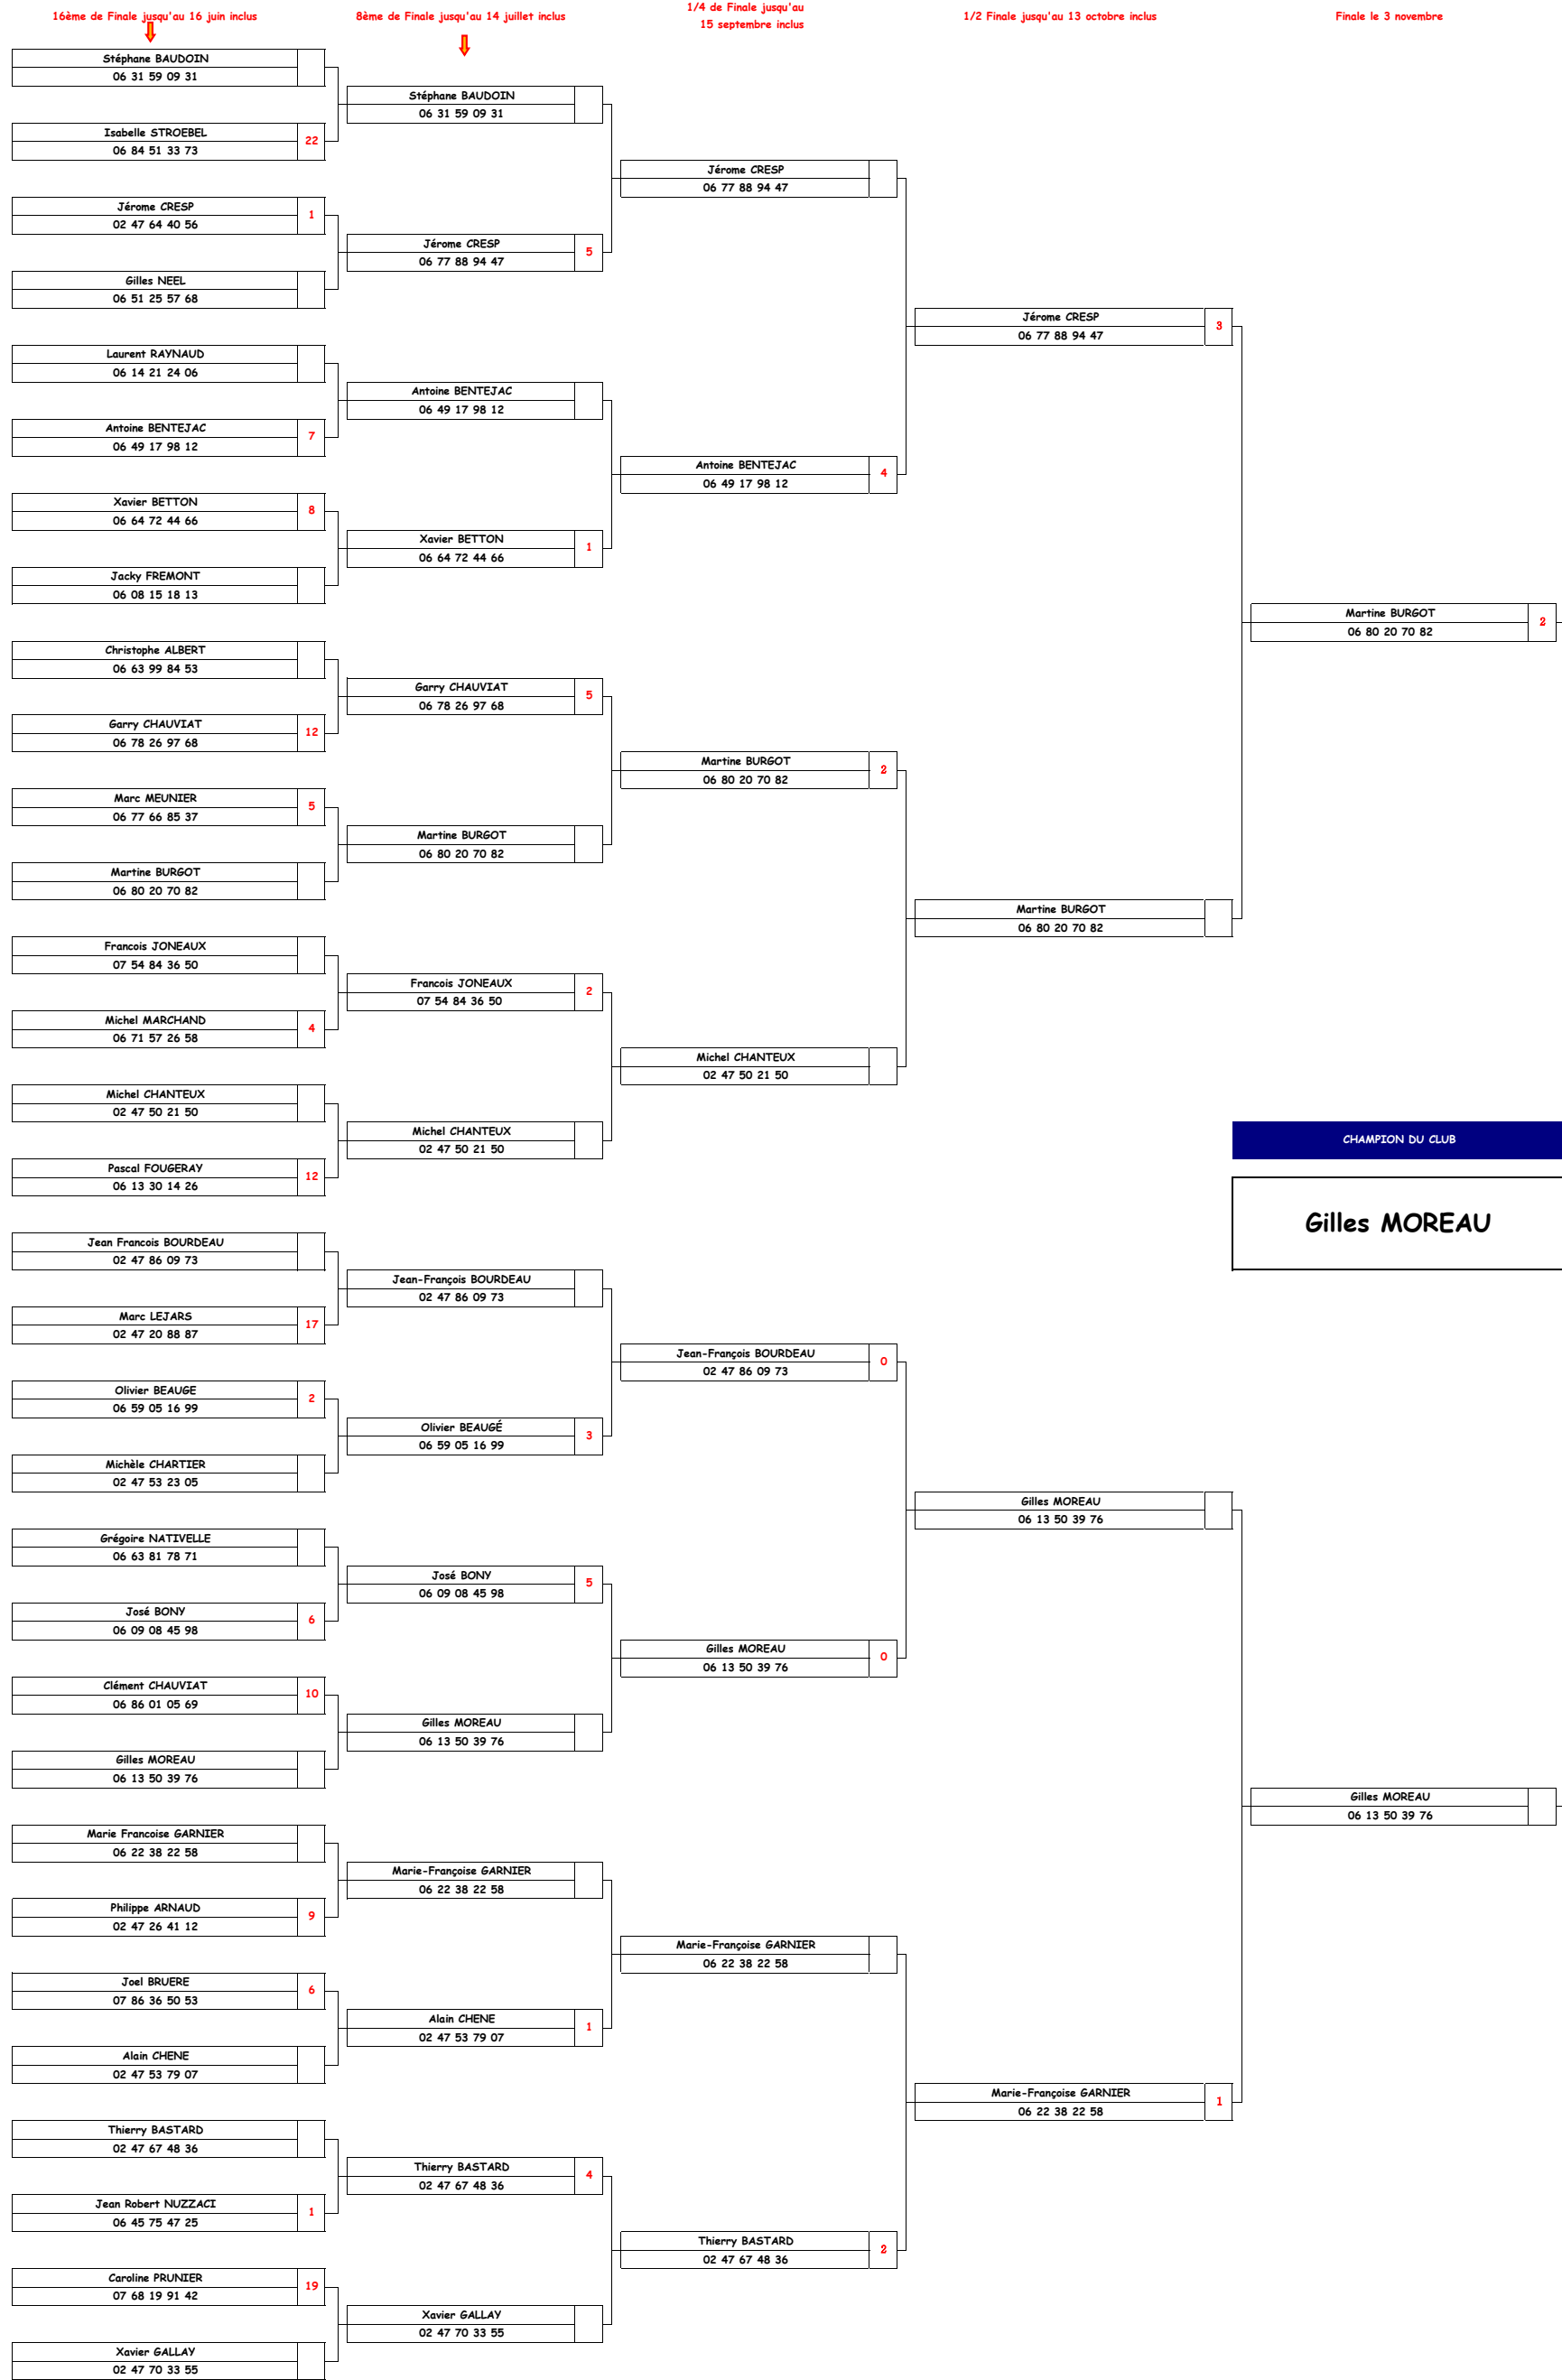 16ème de Finale jusqu'au 16 juin inclus
8ème de Finale jusqu'au 14 juillet inclus
1/4 de Finale jusqu'au
15 septembre inclus
1/2 Finale jusqu'au 13 octobre inclus
Finale le 3 novembre
Stéphane BAUDOIN
06 31 59 09 31
Isabelle STROEBEL
22
06 84 51 33 73
Jérome CRESP
1
02 47 64 40 56
Gilles NEEL
06 51 25 57 68
Laurent RAYNAUD
06 14 21 24 06
Antoine BENTEJAC
7
06 49 17 98 12
Xavier BETTON
8
06 64 72 44 66
Jacky FREMONT
06 08 15 18 13
Christophe ALBERT
06 63 99 84 53
Garry CHAUVIAT
12
06 78 26 97 68
Marc MEUNIER
5
06 77 66 85 37
Martine BURGOT
06 80 20 70 82
Francois JONEAUX
07 54 84 36 50
Michel MARCHAND
4
06 71 57 26 58
Michel CHANTEUX
02 47 50 21 50
Pascal FOUGERAY
12
06 13 30 14 26
Jean Francois BOURDEAU
02 47 86 09 73
Marc LEJARS
17
02 47 20 88 87
Olivier BEAUGE
2
06 59 05 16 99
Michèle CHARTIER
02 47 53 23 05
Grégoire NATIVELLE
06 63 81 78 71
José BONY
6
06 09 08 45 98
Clément CHAUVIAT
10
06 86 01 05 69
Gilles MOREAU
06 13 50 39 76
Marie Francoise GARNIER
06 22 38 22 58
Philippe ARNAUD
9
02 47 26 41 12
Joel BRUERE
6
07 86 36 50 53
Alain CHENE
02 47 53 79 07
Thierry BASTARD
02 47 67 48 36
Jean Robert NUZZACI
1
06 45 75 47 25
Caroline PRUNIER
19
07 68 19 91 42
Xavier GALLAY
02 47 70 33 55
Stéphane BAUDOIN
06 31 59 09 31
Jérome CRESP
5
06 77 88 94 47
Antoine BENTEJAC
06 49 17 98 12
Xavier BETTON
1
06 64 72 44 66
Garry CHAUVIAT
5
06 78 26 97 68
Martine BURGOT
06 80 20 70 82
Francois JONEAUX
2
07 54 84 36 50
Michel CHANTEUX
02 47 50 21 50
Jean-François BOURDEAU
02 47 86 09 73
Olivier BEAUGÉ
3
06 59 05 16 99
José BONY
5
06 09 08 45 98
Gilles MOREAU
06 13 50 39 76
Marie-Françoise GARNIER
06 22 38 22 58
Alain CHENE
1
02 47 53 79 07
Thierry BASTARD
4
02 47 67 48 36
Xavier GALLAY
02 47 70 33 55
Jérome CRESP
06 77 88 94 47
Antoine BENTEJAC
4
06 49 17 98 12
Martine BURGOT
2
06 80 20 70 82
Michel CHANTEUX
02 47 50 21 50
Jean-François BOURDEAU
0
02 47 86 09 73
Gilles MOREAU
0
06 13 50 39 76
Marie-Françoise GARNIER
06 22 38 22 58
Thierry BASTARD
2
02 47 67 48 36
Jérome CRESP
3
06 77 88 94 47
Martine BURGOT
06 80 20 70 82
Gilles MOREAU
06 13 50 39 76
Marie-Françoise GARNIER
1
06 22 38 22 58
Martine BURGOT
2
06 80 20 70 82
CHAMPION DU CLUB
Gilles MOREAU
Gilles MOREAU
06 13 50 39 76